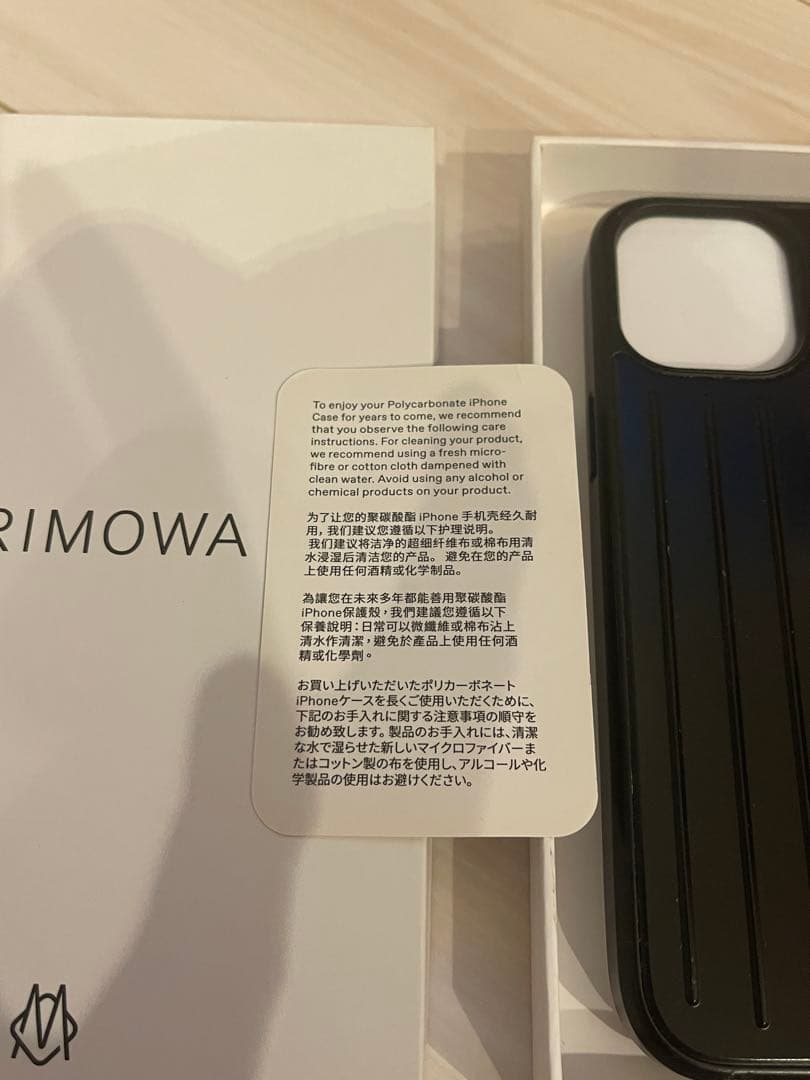 RIMOWA
To enjoy your Polycarbonate iPhone
Case for years to come, we recommend
that you observe the following care
instructions. For cleaning your product,
we recommend using a fresh micro-
fibre or cotton cloth dampened with
clean water. Avoid using any alcohol or
chemical products on your product.
为了让您的聚碳酸酯 iPhone 手机壳经久耐
用，我们建议您遵循以下护理说明。
我们建议将洁净的超细纤维布或棉布用清
水浸湿后清洁您的产品。 避免在您的产品
上使用任何酒精或化学制品。
為讓您在未來多年都能善用聚碳酸酯
iPhone保護殼，我們建議您遵循以下
保養說明：日常可以微纖維或棉布沾上
清水作清潔，避免於產品上使用任何酒
精或化學劑。
お買い上げいただいたポリカーボネート
iPhoneケースを長くご使用いただくために、
下記のお手入れに関する注意事項の順守を
お勧め致します。製品のお手入れには、清潔
な水で湿らせた新しいマイクロファイバーま
たはコットン製の布を使用し、アルコールや化
学製品の使用はお避けください。